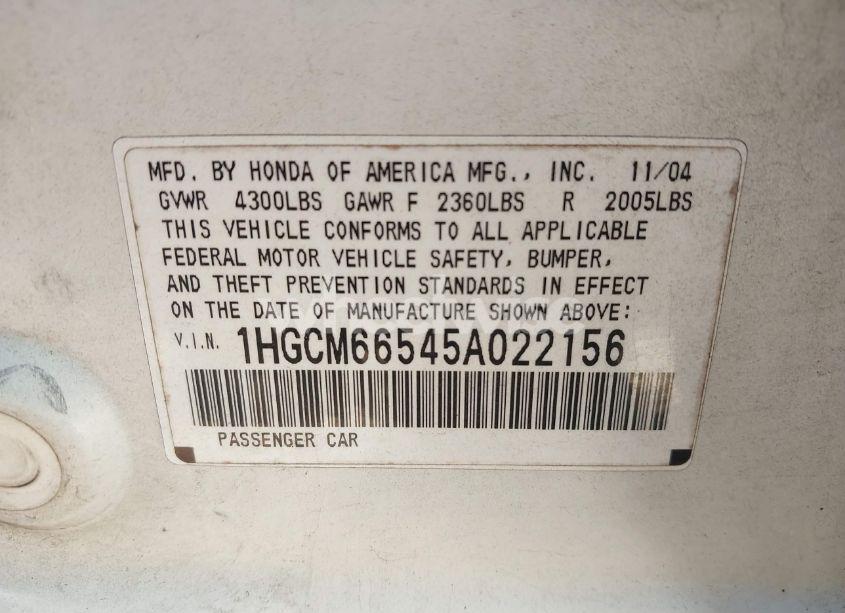 MFD. BY HONDA OF AMERICA MFG., INC. 11/04
GVWR 4300LBS GAWR F 2360LBS R 2005LBS
THIS VEHICLE CONFORMS TO ALL APPLICABLE
FEDERAL MOTOR VEHICLE SAFETY, BUMPER,
AND THEFT PREVENTION STANDARDS IN EFFECT
ON THE DATE OF MANUFACTURE SHOWN ABOVE:
V.I.N. 1HGCM66545A022156
PASSENGER CAR